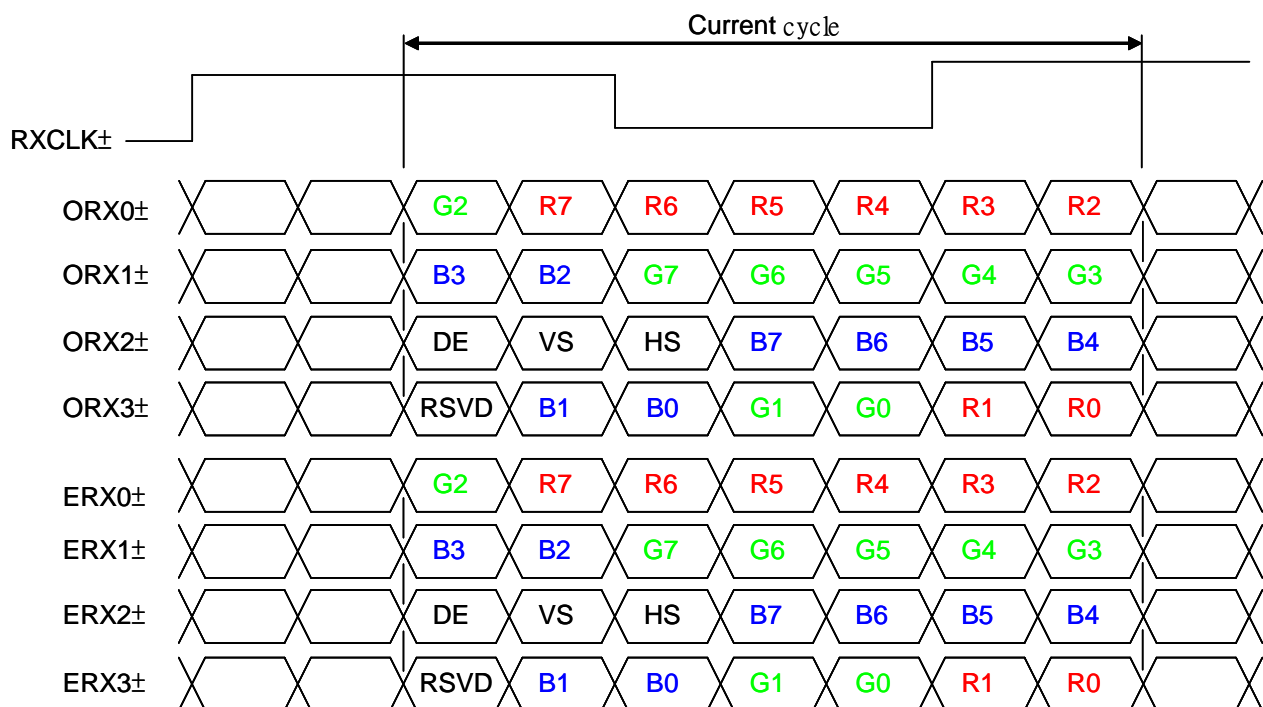 Current cycle
RXCLK±
ORX0± G2 R7 R6 R5 R4 R3 R2
ORX1± B3 B2 G7 G6 G5 G4 G3
ORX2± DE VS HS B7 B6 B5 B4
ORX3± RSVD B1 B0 G1 G0 R1 R0
ERX0± G2 R7 R6 R5 R4 R3 R2
ERX1± B3 B2 G7 G6 G5 G4 G3
ERX2± DE VS HS B7 B6 B5 B4
ERX3± RSVD B1 B0 G1 G0 R1 R0